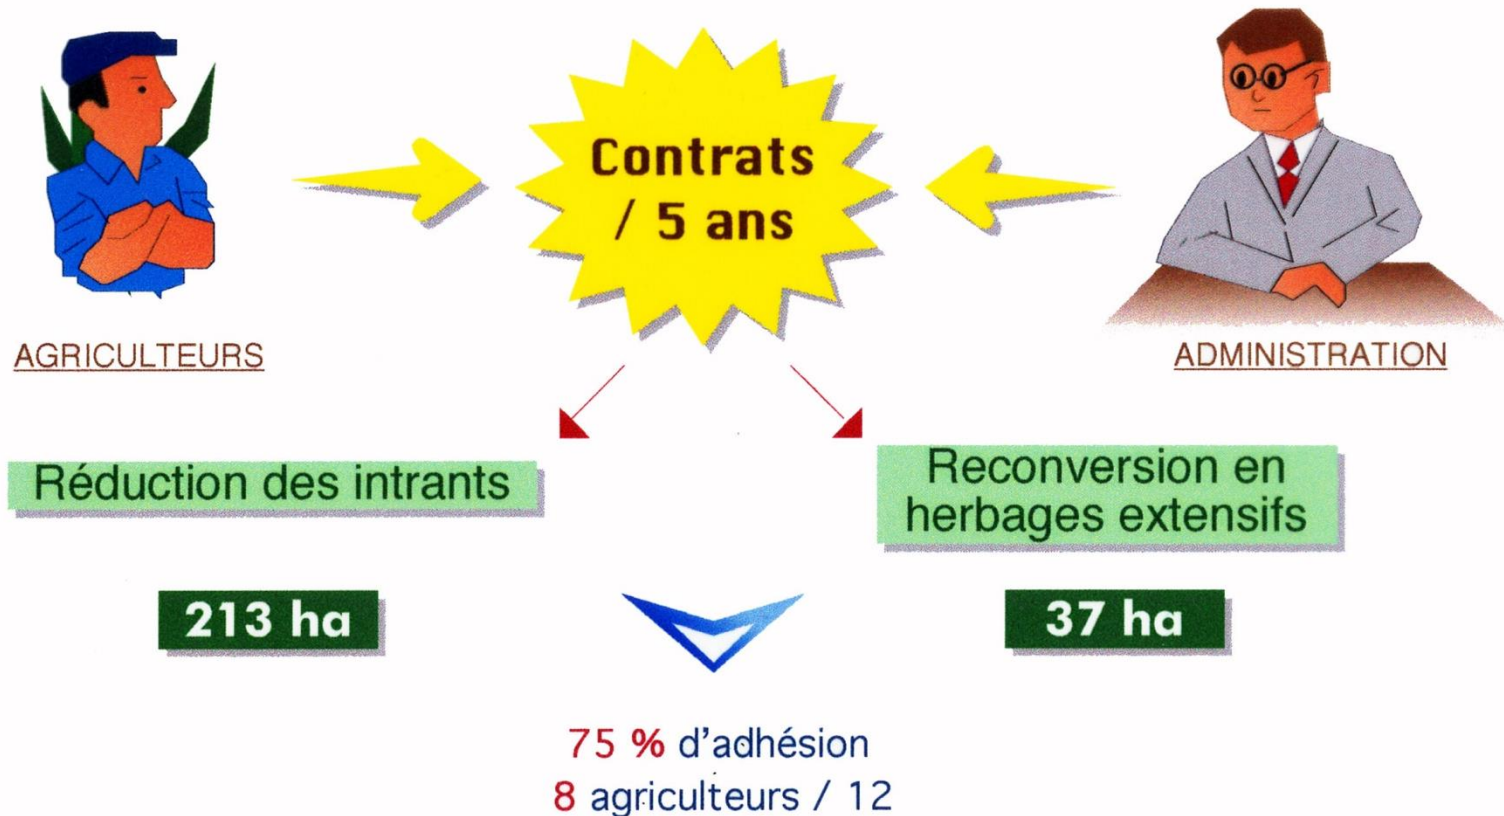 Contrats
/ 5 ans
AGRICULTEURS
ADMINISTRATION
Réduction des intrants
Reconversion en
herbages extensifs
213 ha
37 ha
75 % d'adhésion
8 agriculteurs / 12